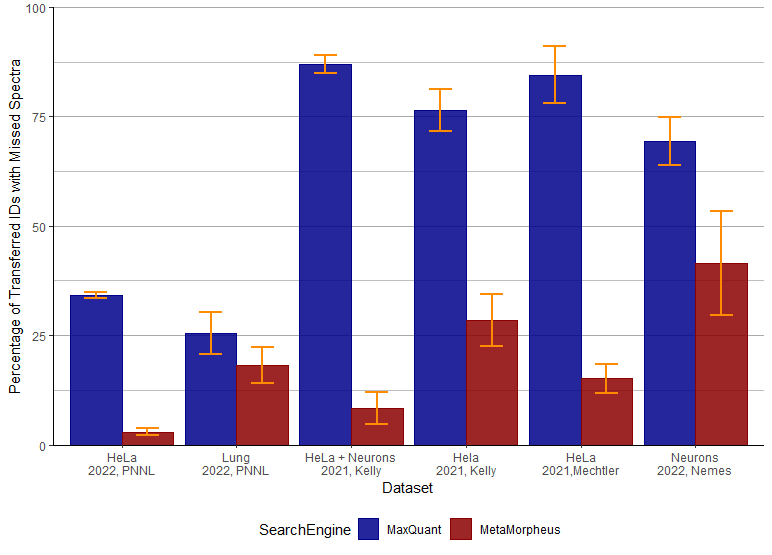 Percentage of Transferred IDs with Missed Spectra
100
75
50
25
0
HeLa
2022, PNNL
Lung
2022, PNNL
HeLa + Neurons
2021, Kelly
Hela
2021, Kelly
HeLa
2021,Mechtler
Neurons
2022, Nemes
Dataset
SearchEngine MaxQuant MetaMorpheus